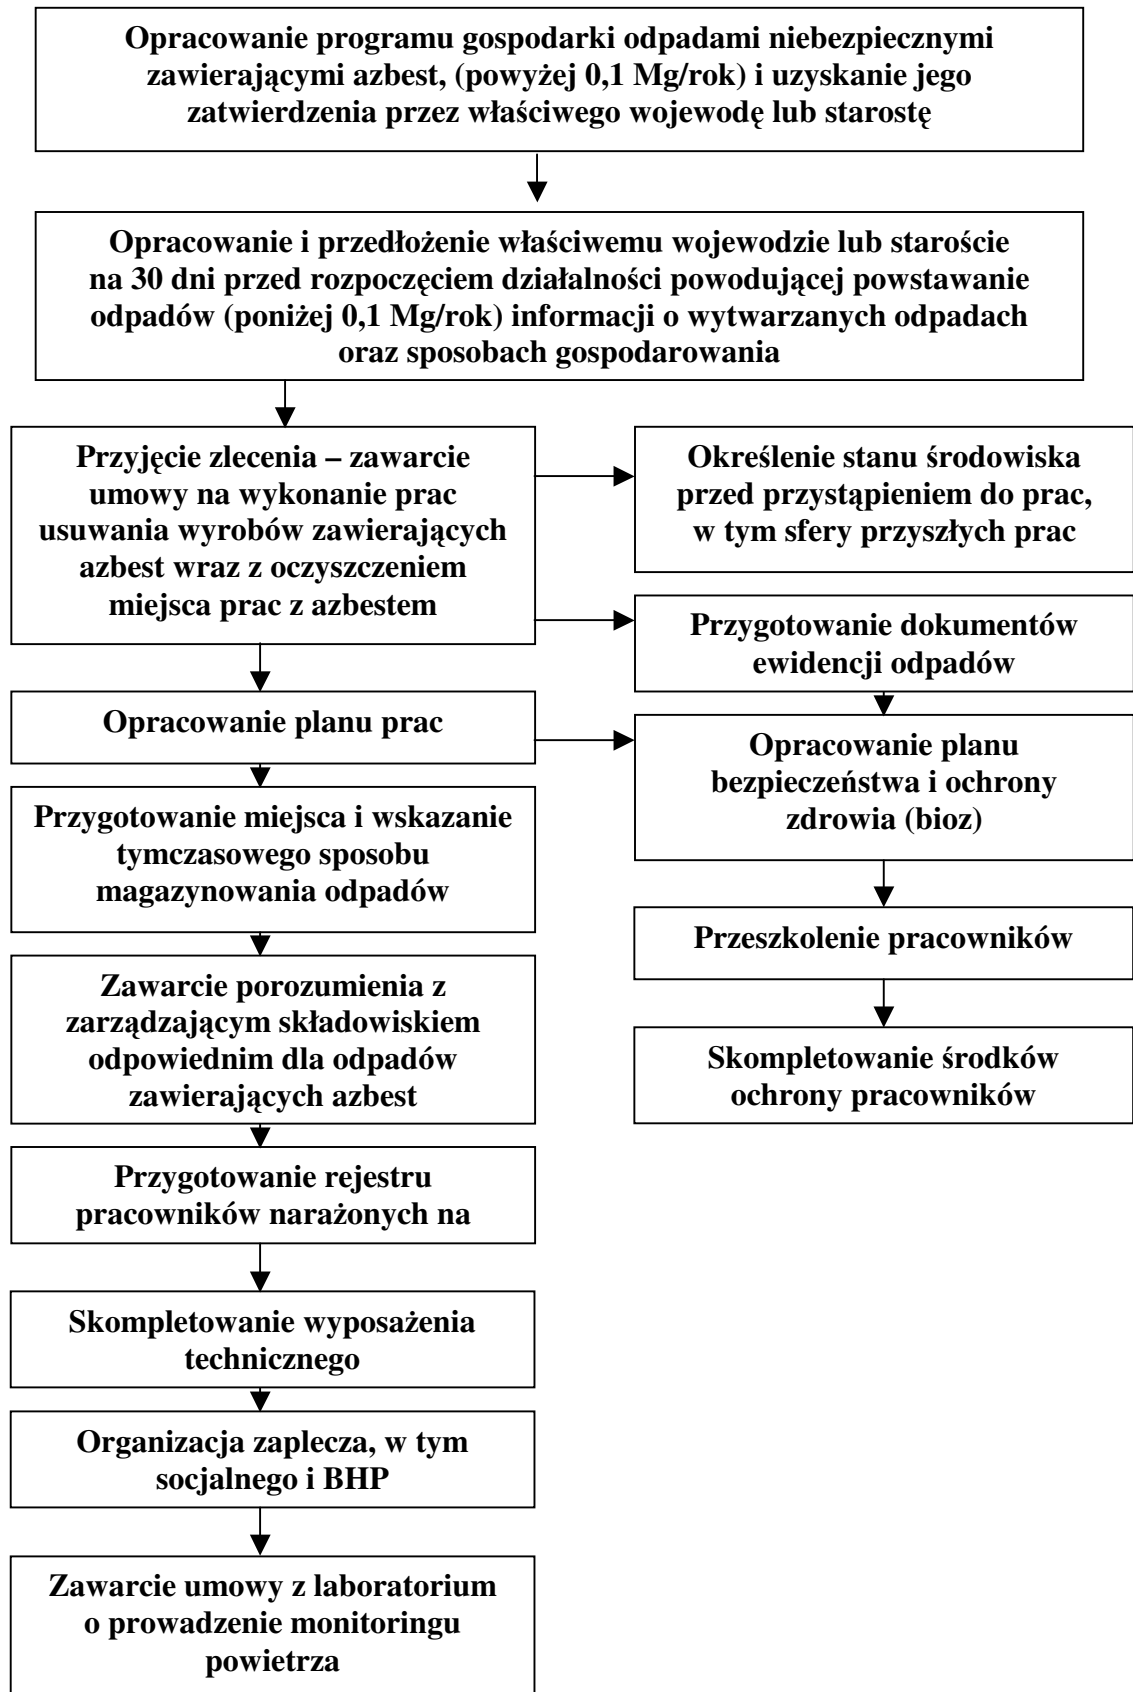 Opracowanie programu gospodarki odpadami niebezpiecznymi
zawierającymi azbest, (powyżej 0,1 Mg/rok) i uzyskanie jego
zatwierdzenia przez właściwego wojewodę lub starostę
Opracowanie i przedłożenie właściwemu wojewodzie lub staroście
na 30 dni przed rozpoczęciem działalności powodującej powstawanie
odpadów (poniżej 0,1 Mg/rok) informacji o wytwarzanych odpadach
oraz sposobach gospodarowania
Przyjęcie zlecenia – zawarcie
umowy na wykonanie prac
usuwania wyrobów zawierających
azbest wraz z oczyszczeniem
miejsca prac z azbestem
Określenie stanu środowiska
przed przystąpieniem do prac,
w tym sfery przyszłych prac
Przygotowanie dokumentów
ewidencji odpadów
Opracowanie planu prac
Opracowanie planu
bezpieczeństwa i ochrony
zdrowia (bioz)
Przygotowanie miejsca i wskazanie
tymczasowego sposobu
magazynowania odpadów
Przeszkolenie pracowników
Zawarcie porozumienia z
zarządzającym składowiskiem
odpowiednim dla odpadów
zawierających azbest
Skompletowanie środków
ochrony pracowników
Przygotowanie rejestru
pracowników narażonych na
Skompletowanie wyposażenia
technicznego
Organizacja zaplecza, w tym
socjalnego i BHP
Zawarcie umowy z laboratorium
o prowadzenie monitoringu
powietrza